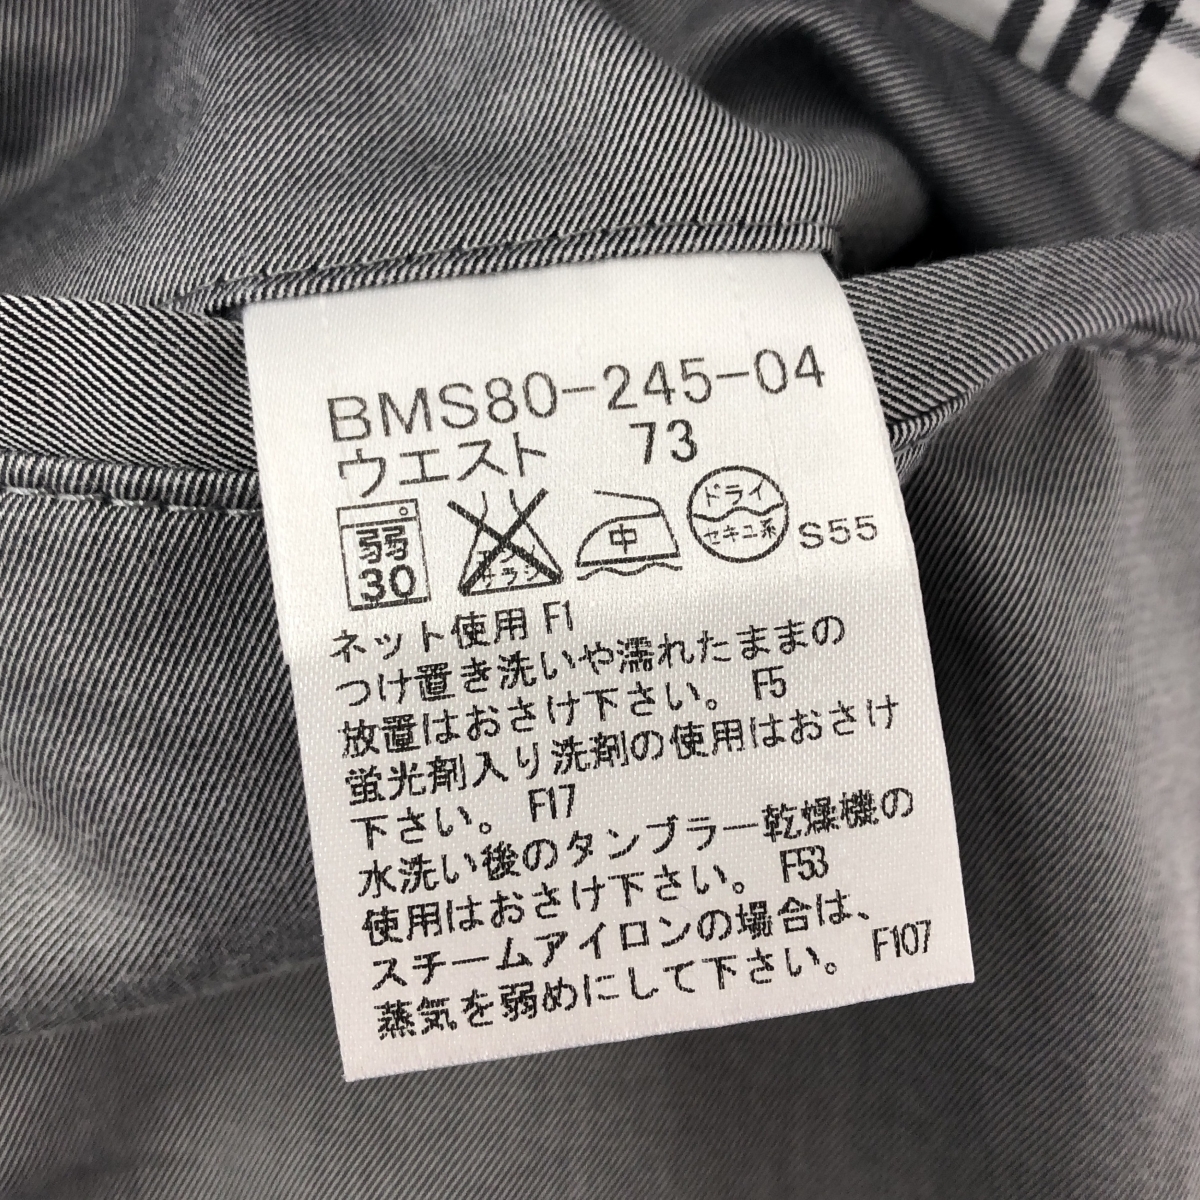 BMS80-245-04
ウエスト 73
弱 30
エンソ サラシ
中
ドライ セキユ系
S55
ネット使用 F1
つけ置き洗いや濡れたままの
放置はおさけ下さい。 F5
蛍光剤入り洗剤の使用はおさけ
下さい。 F17
水洗い後のタンブラー乾燥機の
使用はおさけ下さい。 F53
スチームアイロンの場合は、
蒸気を弱めにして下さい。 F107